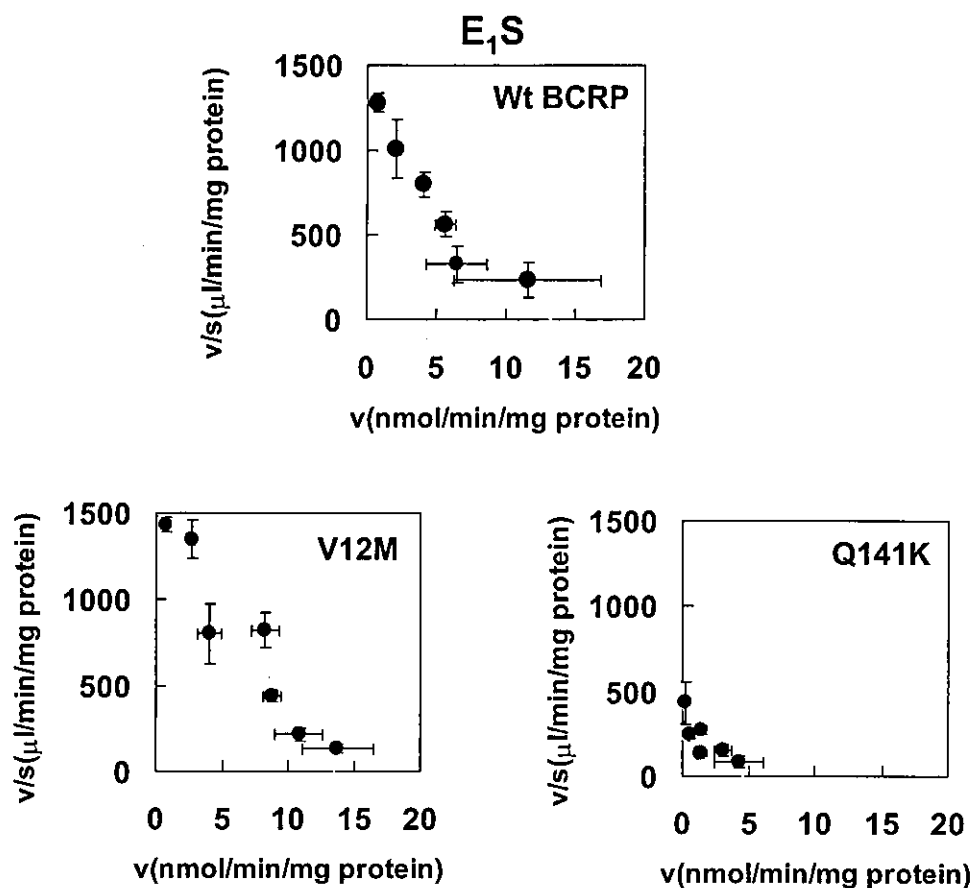 E₁S
1500
1000
500
0
v/s(μl/min/mg protein)
Wt BCRP
0 5 10 15 20
v(nmol/min/mg protein)
1500
1000
500
0
v/s(μl/min/mg protein)
V12M
0 5 10 15 20
v(nmol/min/mg protein)
1500
1000
500
0
v/s(μl/min/mg protein)
Q141K
0 5 10 15 20
v(nmol/min/mg protein)